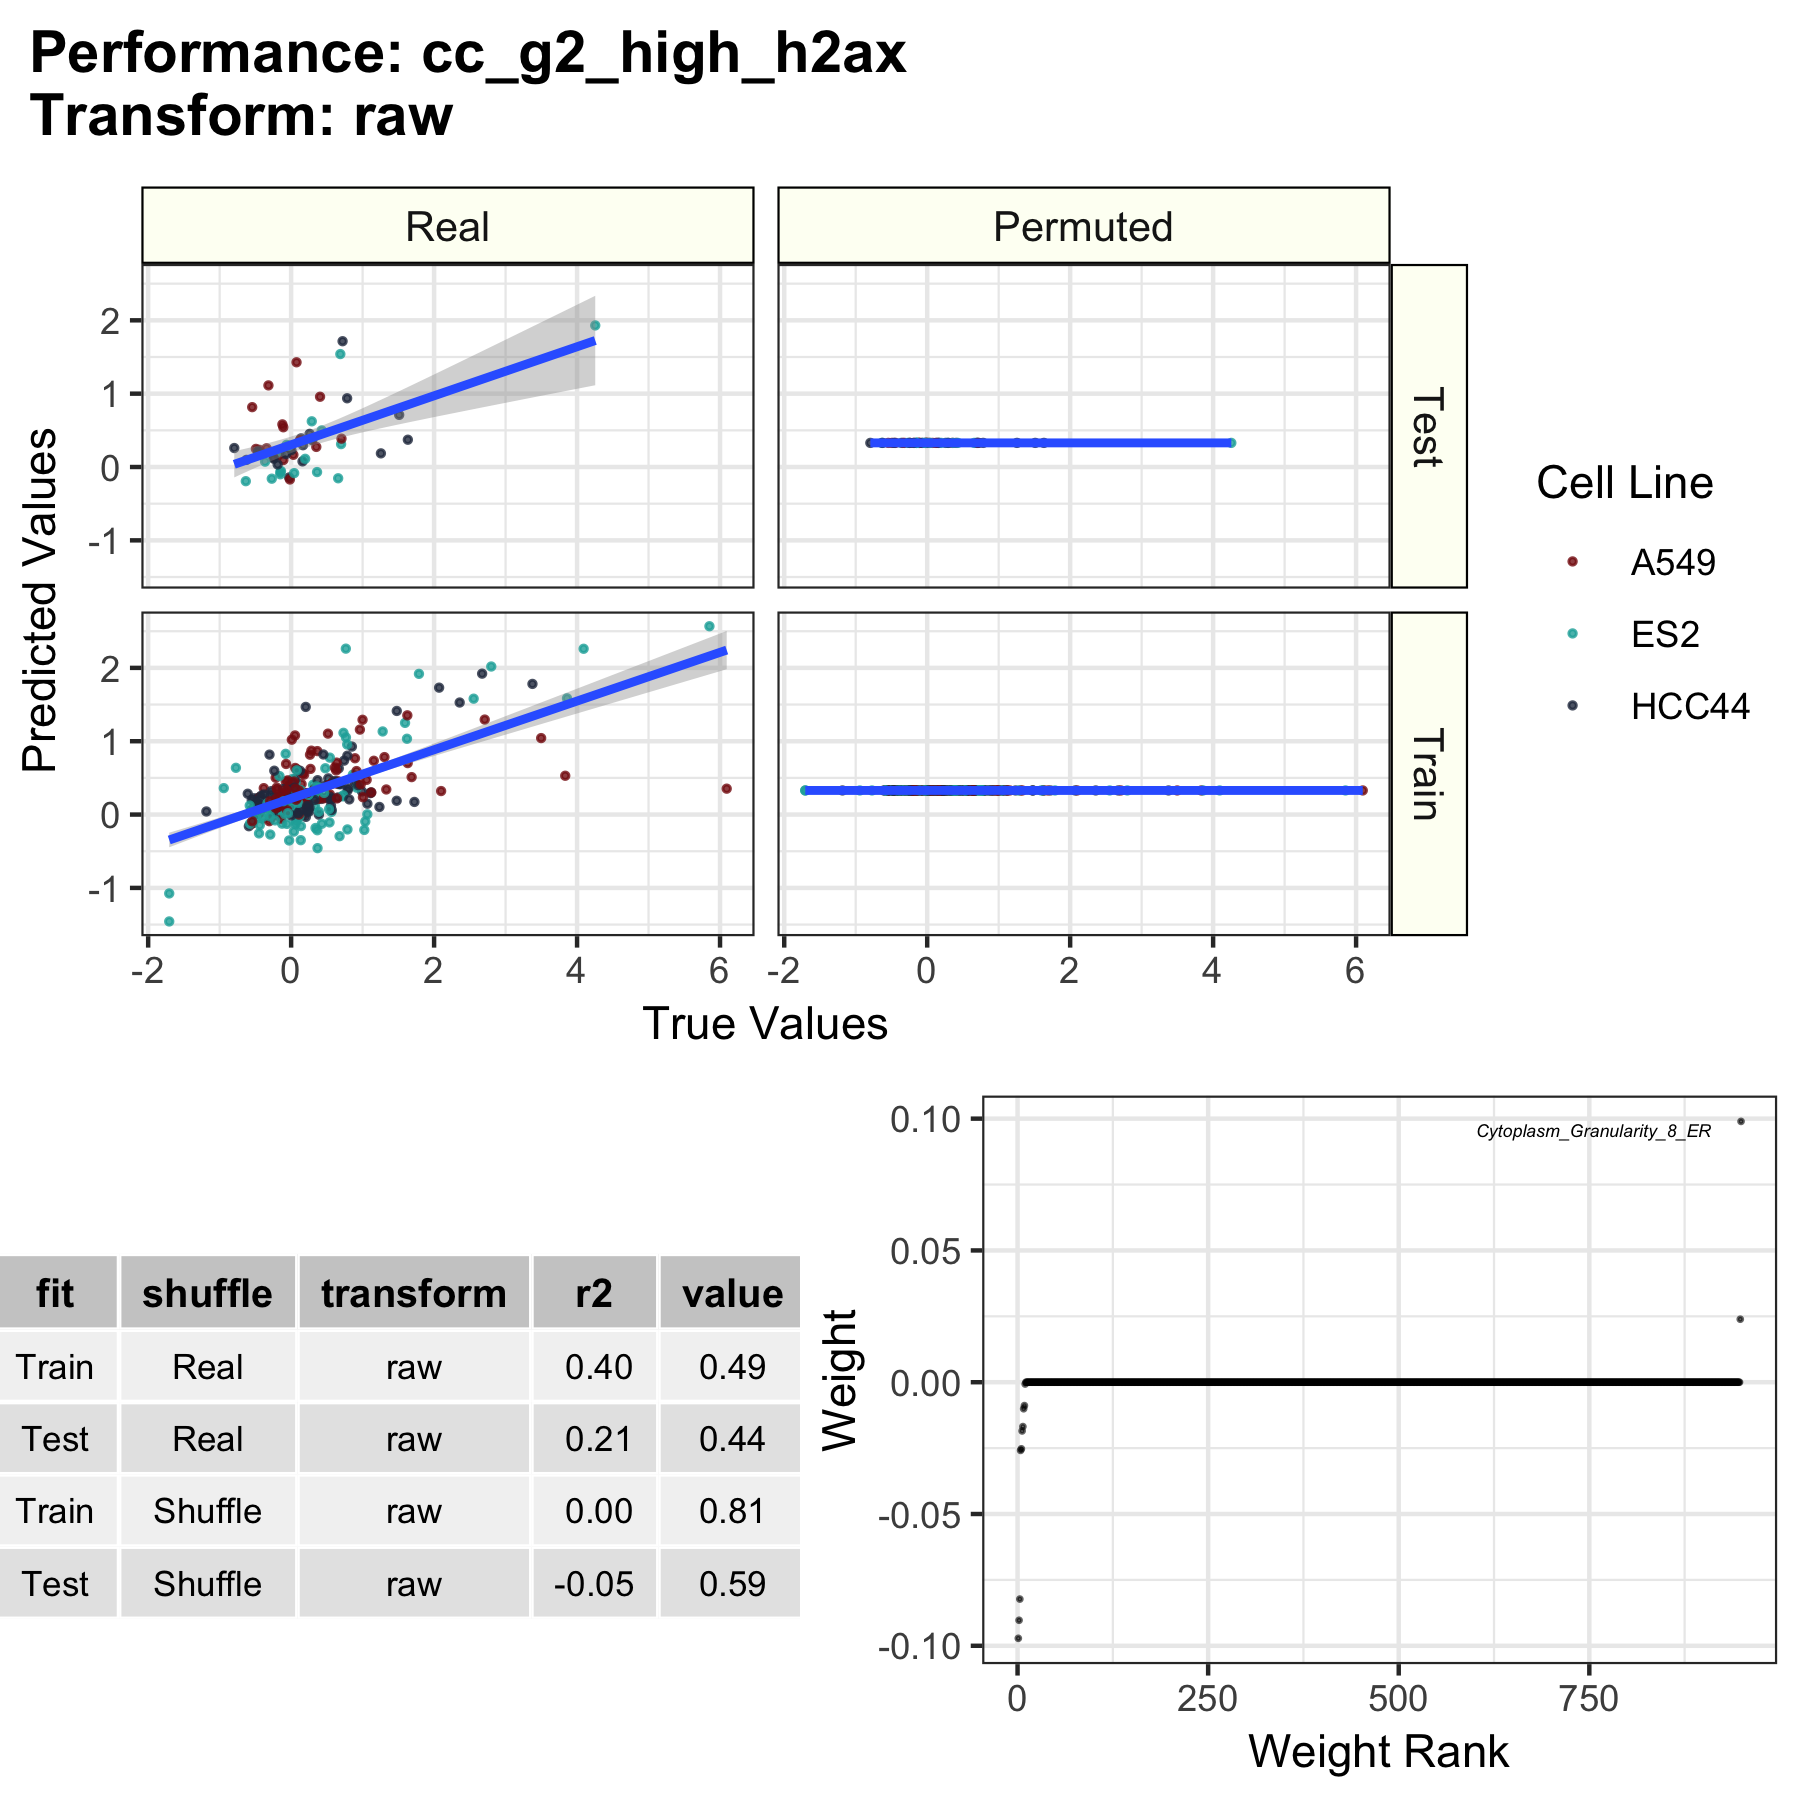 Performance: cc_g2_high_h2ax
Transform: raw
Real
Permuted
Predicted Values
2
1
0
-1
Test
2
1
0
-1
Train
-2
0
2
4
6
-2
0
2
4
6
True Values
Cell Line
A549
ES2
HCC44
fit shuffle transform r2 value
Train Real raw 0.40 0.49
Test Real raw 0.21 0.44
Train Shuffle raw 0.00 0.81
Test Shuffle raw -0.05 0.59
Weight
0.10
0.05
0.00
-0.05
-0.10
Cytoplasm_Granularity_8_ER
0
250
500
750
Weight Rank